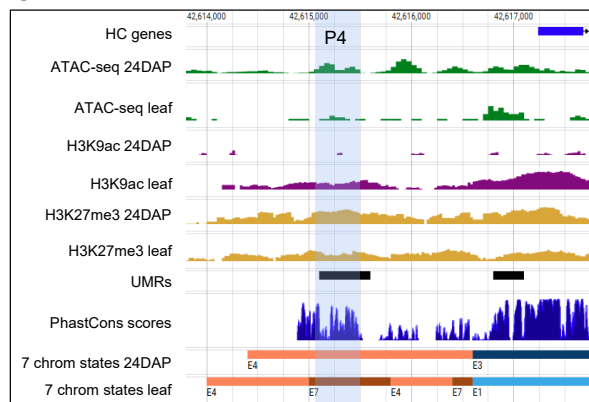 42,614,000 42,615,000 42,616,000 42,617,000
HC genes
P4
ATAC-seq 24DAP
ATAC-seq leaf
H3K9ac 24DAP
H3K9ac leaf
H3K27me3 24DAP
H3K27me3 leaf
UMRs
PhastCons scores
7 chrom states 24DAP
E4 E3
7 chrom states leaf
E4 E7 E4 E7 E1